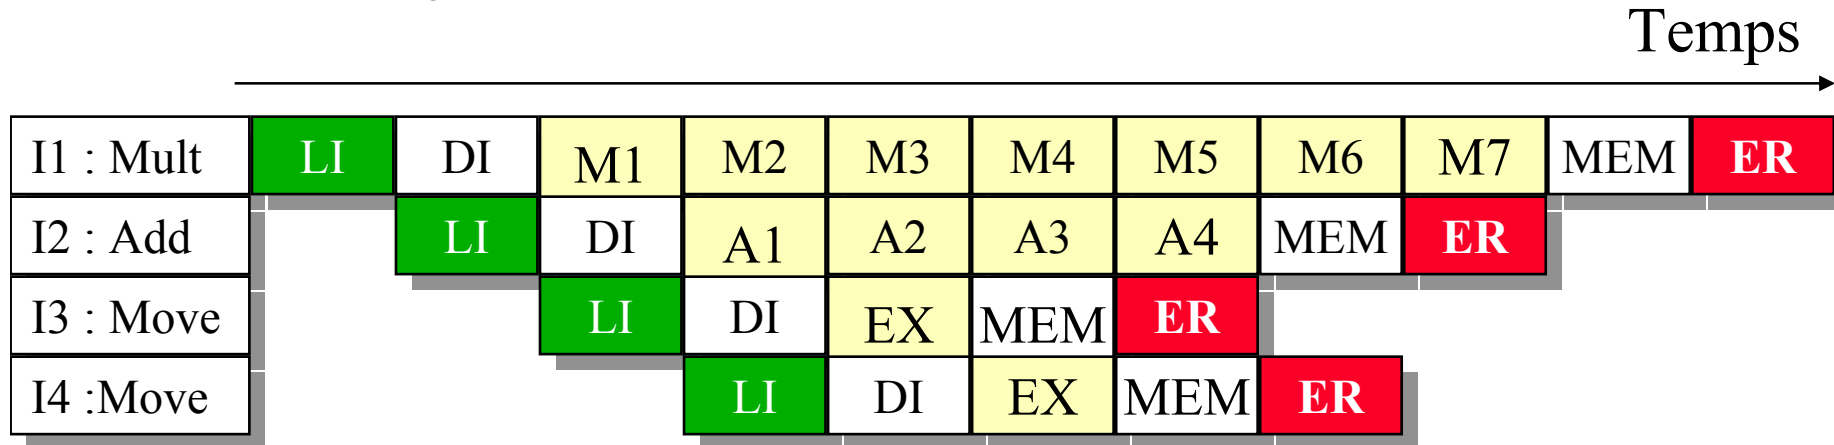 Temps
I1 : Mult LI DI M1 M2 M3 M4 M5 M6 M7 MEM ER
I2 : Add LI DI A1 A2 A3 A4 MEM ER
I3 : Move LI DI EX MEM ER
I4 :Move LI DI EX MEM ER